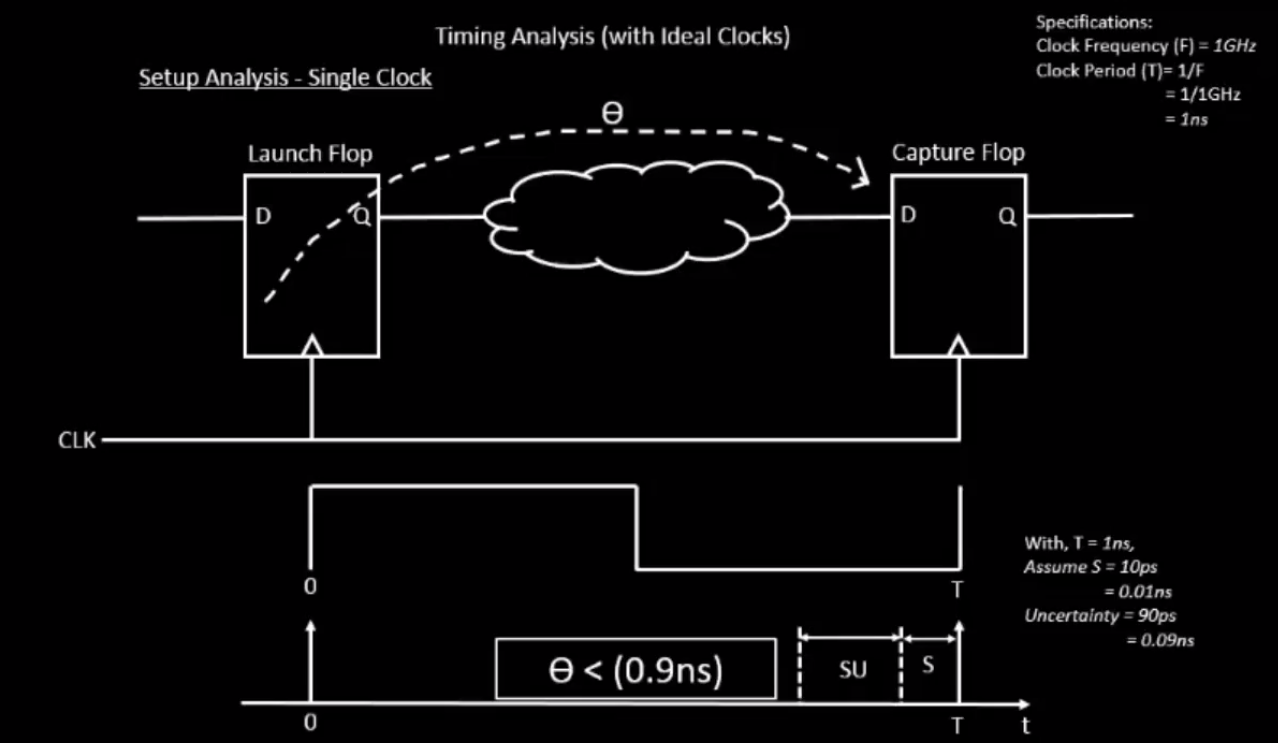 Timing Analysis (with Ideal Clocks)
Specifications:
Clock Frequency (F) = 1GHz
Clock Period (T)= 1/F
= 1/1GHz
= 1ns
Setup Analysis - Single Clock
Ө
Launch Flop
Capture Flop
D
Q
D
Q
CLK
0
T
With, T = 1ns,
Assume S = 10ps
= 0.01ns
Uncertainty = 90ps
= 0.09ns
Ө < (0.9ns)
SU
S
0
T
t